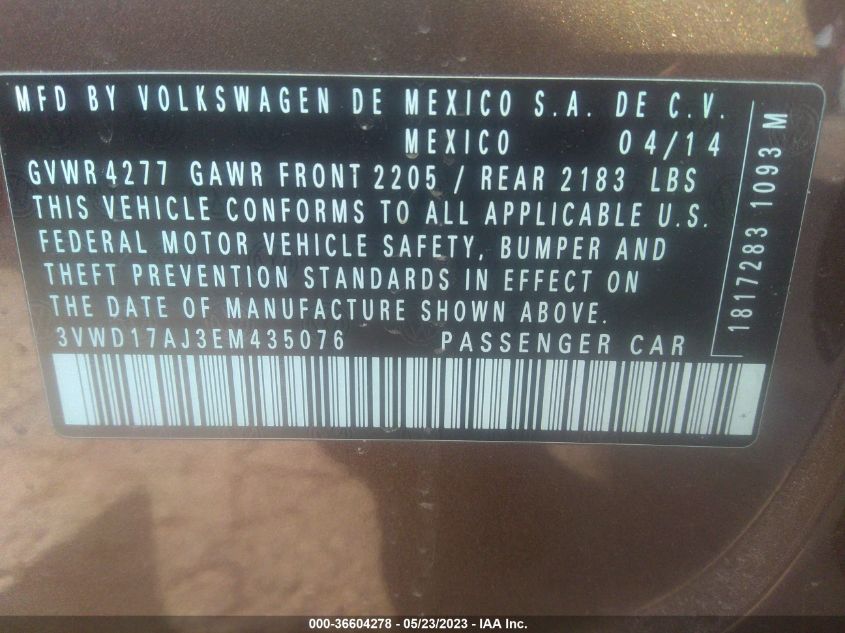 MFD BY VOLKSWAGEN DE MEXICO S.A. DE C.V.
MEXICO 04/14
GVWR 4277 GAWR FRONT 2205 / REAR 2183 LBS
THIS VEHICLE CONFORMS TO ALL APPLICABLE U.S.
FEDERAL MOTOR VEHICLE SAFETY, BUMPER AND
THEFT PREVENTION STANDARDS IN EFFECT ON
THE DATE OF MANUFACTURE SHOWN ABOVE.
3VWD17AJ3EM435076 PASSENGER CAR
1817283 1093 M
000-36604278 - 05/23/2023 - IAA Inc.